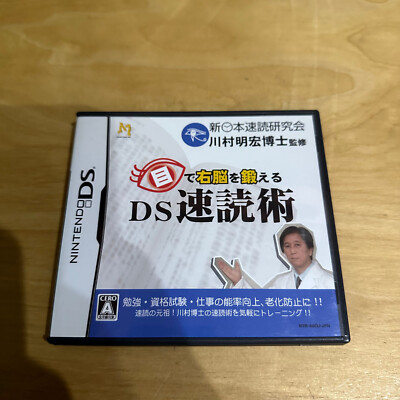 NINTENDO DS
M
新日本速読研究会
川村明宏博士監修
目で右脳を鍛える
DS速読術
勉強・資格試験・仕事の能率向上、老化防止に!!
速読の元祖!川村博士の速読術を気軽にトレーニング!!
CERO
A